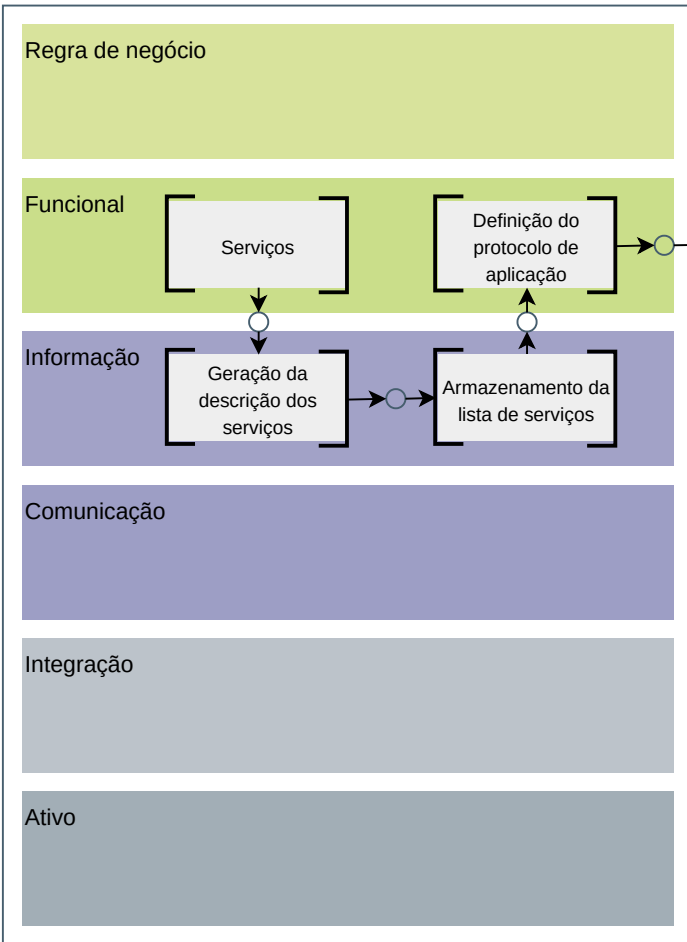 Regra de negócio
Funcional
Serviços
Definição do
protocolo de
aplicação
Informação
Geração da
descrição dos
serviços
Armazenamento da
lista de serviços
Comunicação
Integração
Ativo